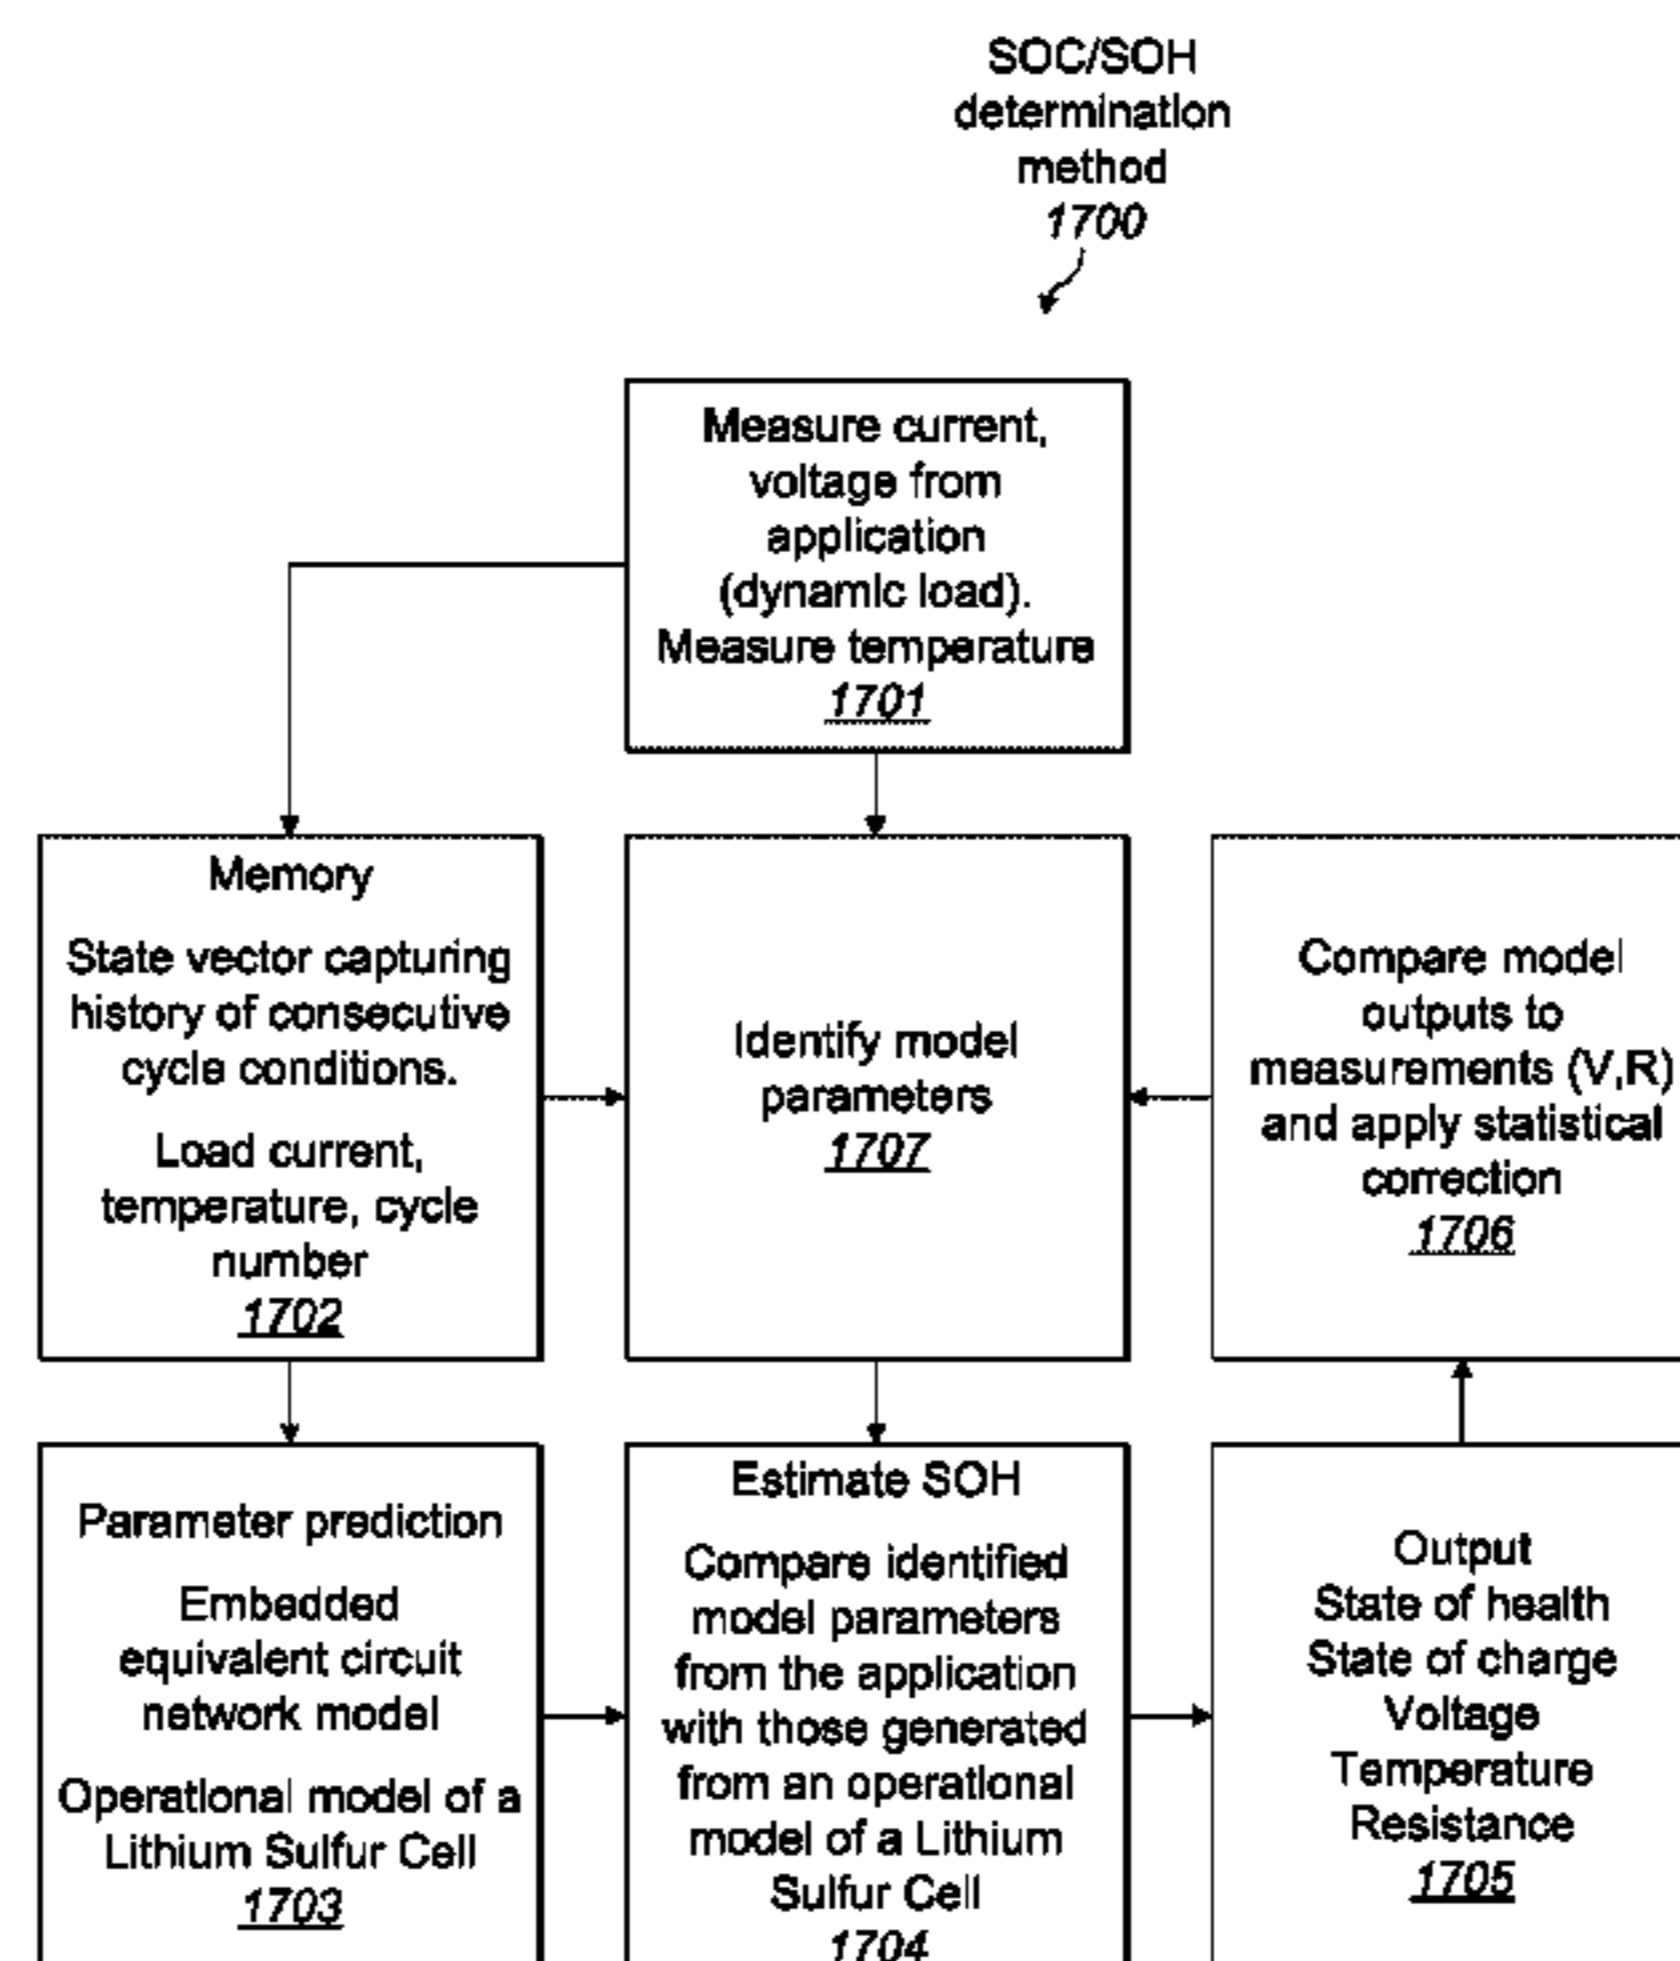 SOC/SOH
determination
method
1700
Measure current,
voltage from
application
(dynamic load).
Measure temperature
1701
Memory
State vector capturing
history of consecutive
cycle conditions.
Load current,
temperature, cycle
number
1702
Identify model
parameters
1707
Compare model
outputs to
measurements (V,R)
and apply statistical
correction
1706
Parameter prediction
Embedded
equivalent circuit
network model
Operational model of a
Lithium Sulfur Cell
1703
Estimate SOH
Compare identified
model parameters
from the application
with those generated
from an operational
model of a Lithium
Sulfur Cell
1704
Output
State of health
State of charge
Voltage
Temperature
Resistance
1705